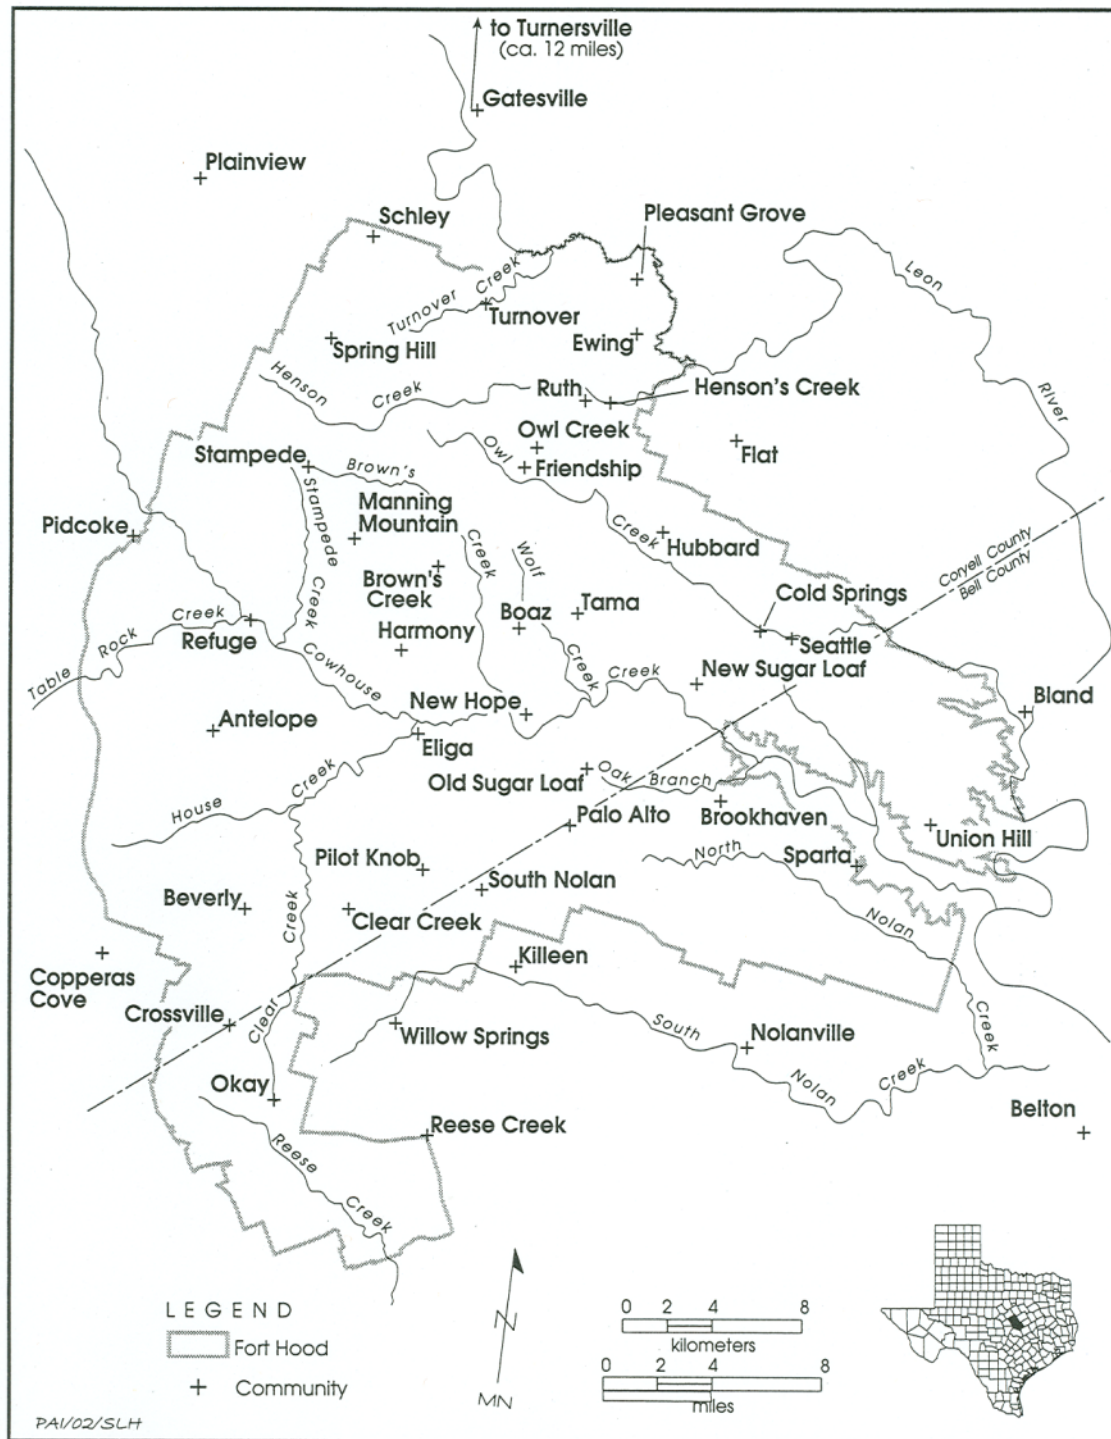 to Turnersville
(ca. 12 miles)
Gatesville
Plainview
Schley
Pleasant Grove
Leon
River
Turnover Creek
Turnover
Ewing
Spring Hill
Henson
Creek
Ruth
Henson's Creek
Owl Creek
Flat
Friendship
Owl
Creek
Stampede
Brown's
Creek
Stampede
Creek
Manning
Mountain
Pidcoke
Hubbard
Wolf
Creek
Coryell County
Bell County
Brown's
Creek
Boaz
Tama
Cold Springs
Harmony
Table Rock Creek
Refuge
Seattle
Cowhouse
Creek
New Sugar Loaf
New Hope
Bland
Antelope
Eliga
Old Sugar Loaf
Oak Branch
House
Creek
Brookhaven
Palo Alto
Union Hill
North
Nolan
Creek
Sparta
Pilot Knob
South Nolan
Beverly
Clear Creek
Clear
Creek
Killeen
Copperas
Cove
Crossville
Willow Springs
South
Nolan
Creek
Nolanville
Okay
Belton
Reese Creek
Reese
Creek
LEGEND
Fort Hood
Community
N
MN
0 2 4 8
kilometers
0 2 4 8
miles
PAI/02/SLH